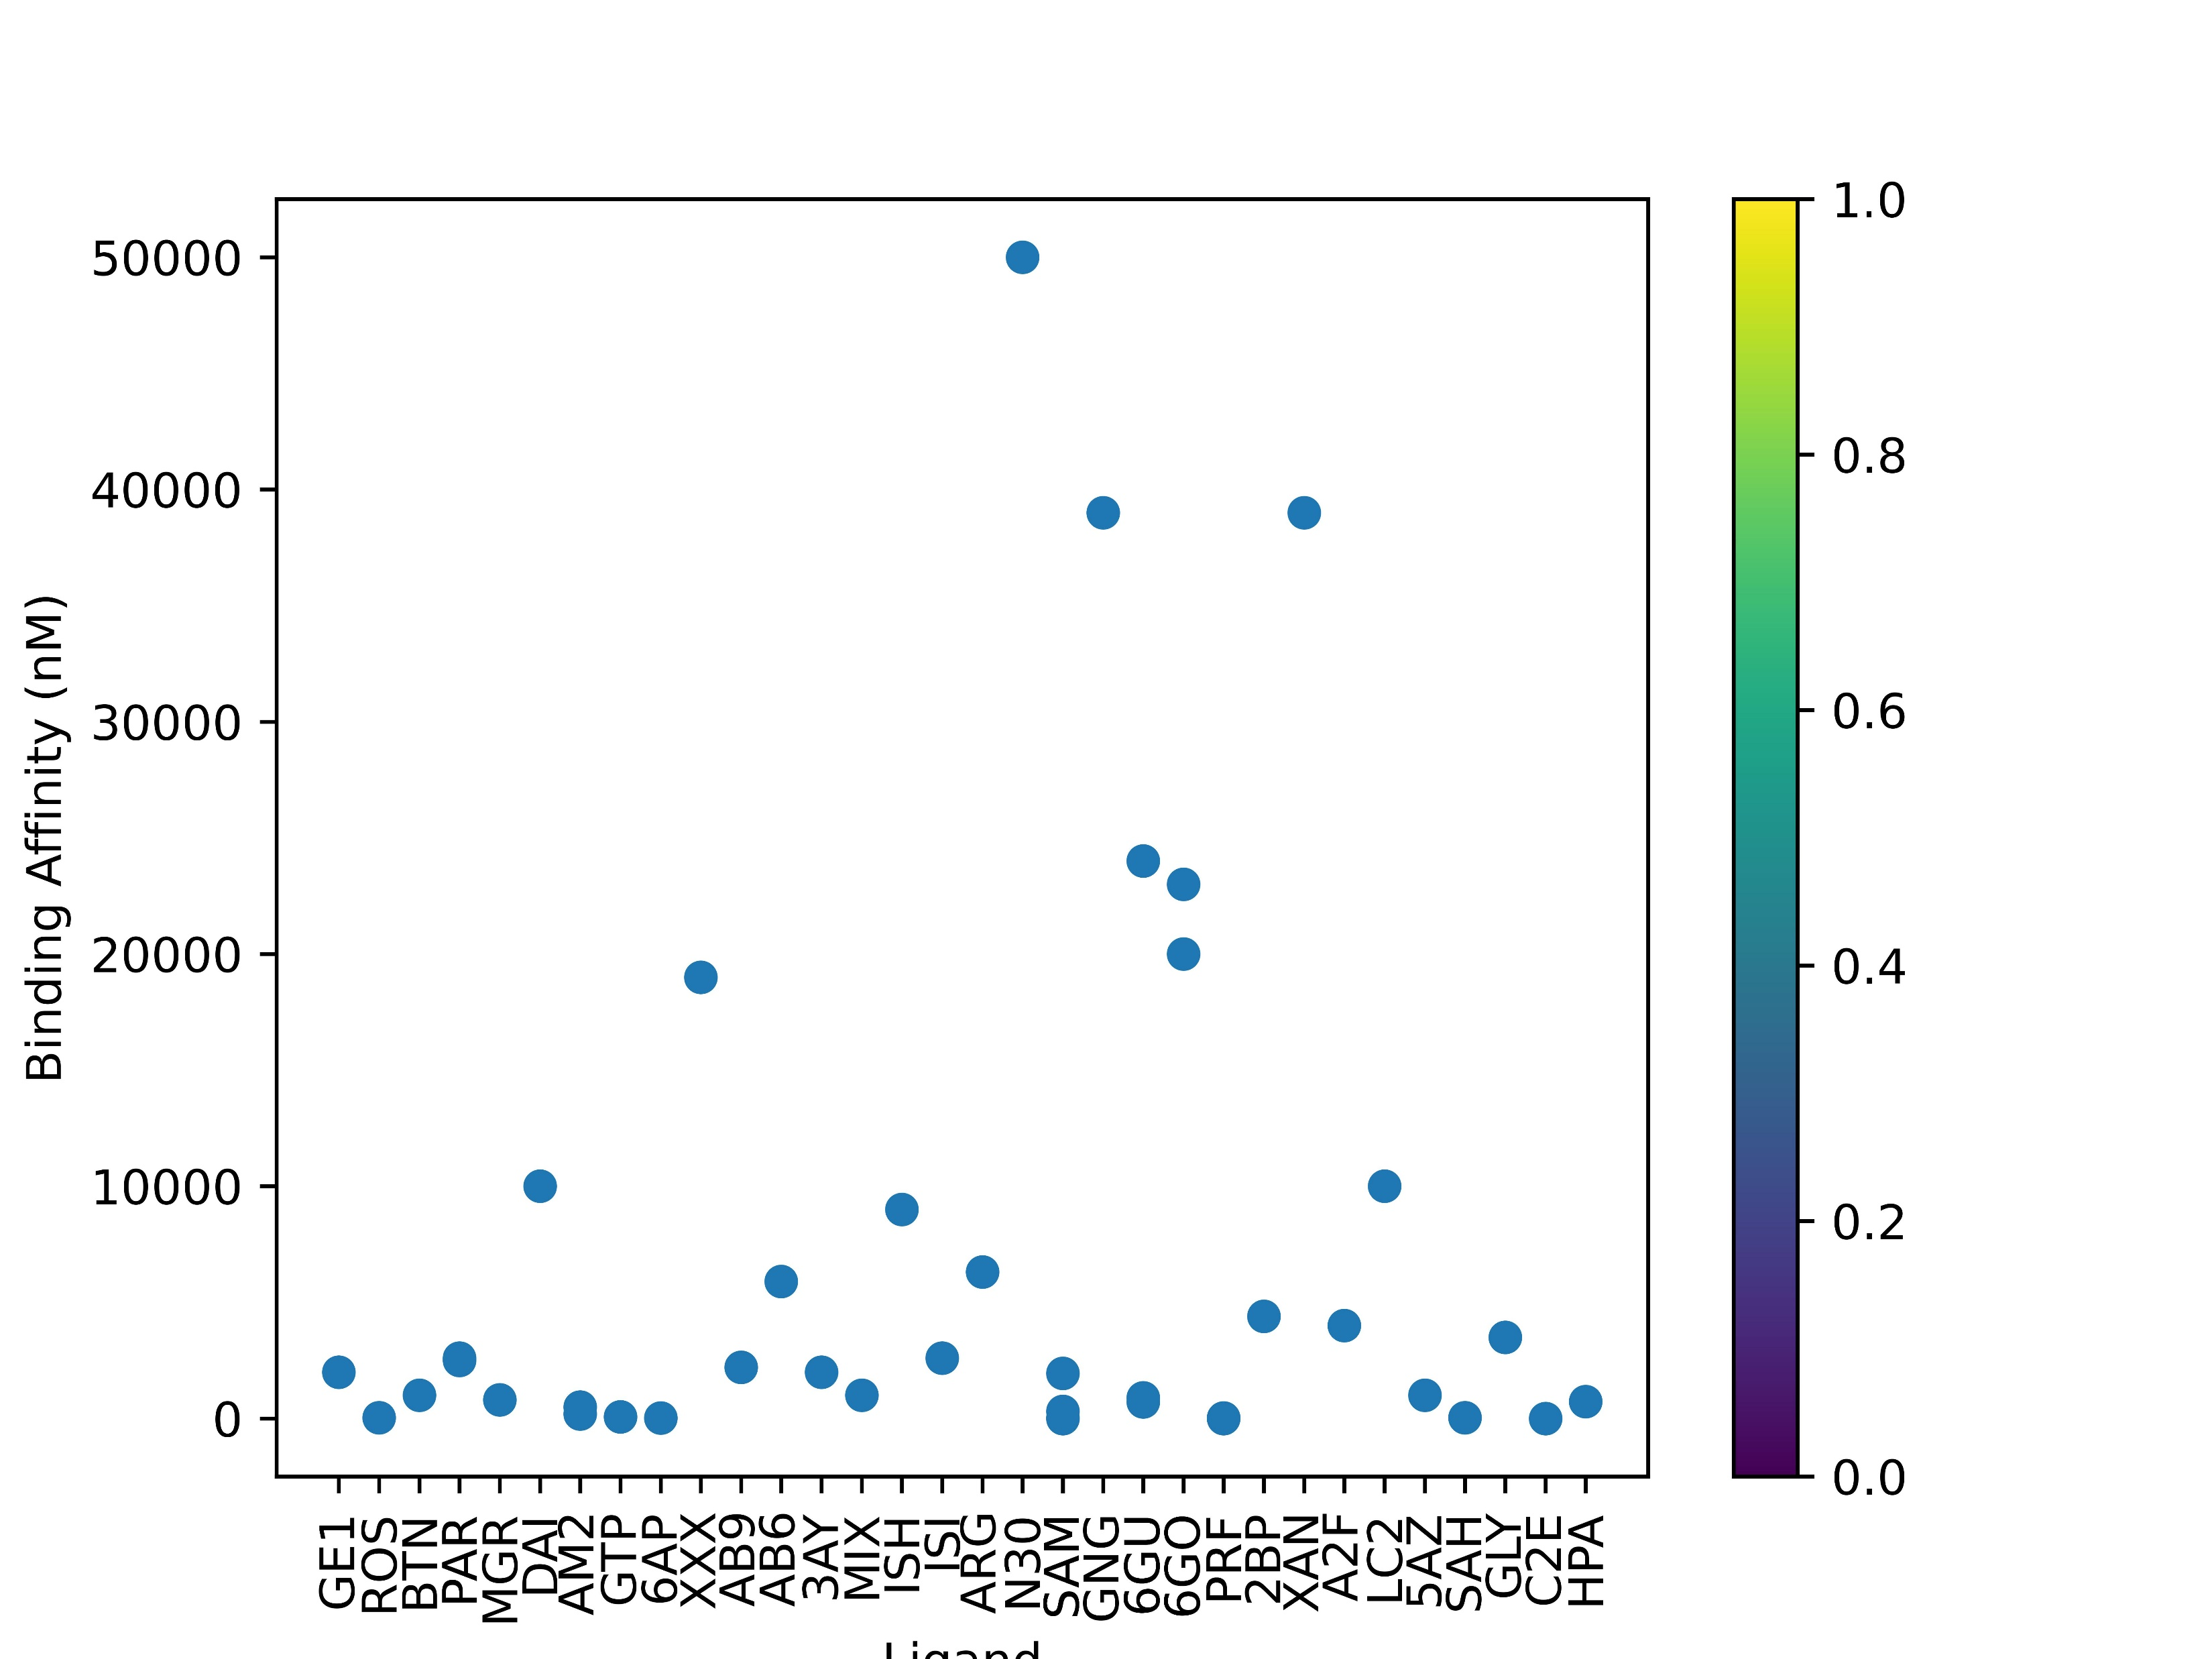 50000
40000
30000
20000
10000
0
Binding Affinity (nM)
GE1
ROS
BTN
PAR
MGR
DAI
AM2
GTP
6AP
XXX
AB9
AB6
3AY
MIX
ISH
ISI
ARG
N30
SAM
GNG
6GU
6GO
PRF
2BP
XAN
A2F
LC2
5AZ
SAH
GLY
C2E
HPA
Ligand
1.0
0.8
0.6
0.4
0.2
0.0